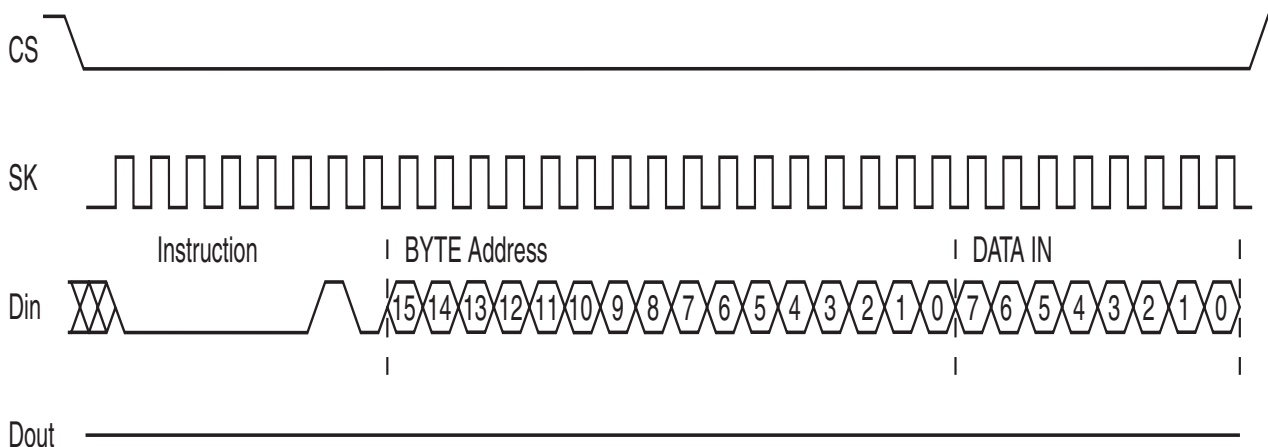 CS
SK
Instruction BYTE Address DATA IN
Din 15 14 13 12 11 10 9 8 7 6 5 4 3 2 1 0 7 6 5 4 3 2 1 0
Dout